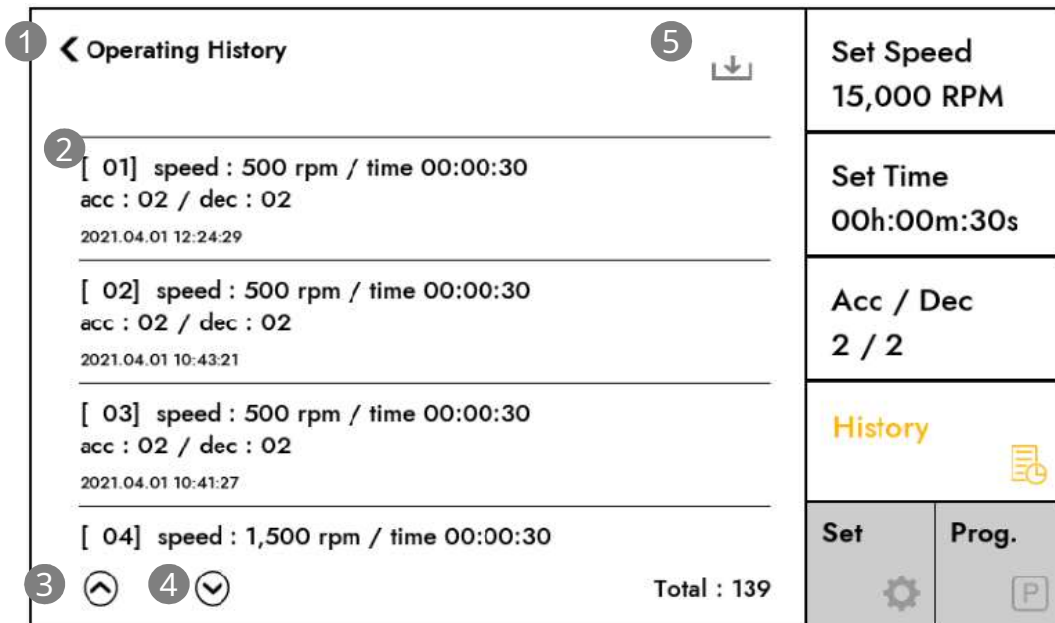 1
Operating History
5
2
[ 01] speed : 500 rpm / time 00:00:30
acc : 02 / dec : 02
2021.04.01 12:24:29
[ 02] speed : 500 rpm / time 00:00:30
acc : 02 / dec : 02
2021.04.01 10:43:21
[ 03] speed : 500 rpm / time 00:00:30
acc : 02 / dec : 02
2021.04.01 10:41:27
[ 04] speed : 1,500 rpm / time 00:00:30
3
4
Total : 139
Set Speed
15,000 RPM
Set Time
00h:00m:30s
Acc / Dec
2 / 2
History
Set
Prog.
P